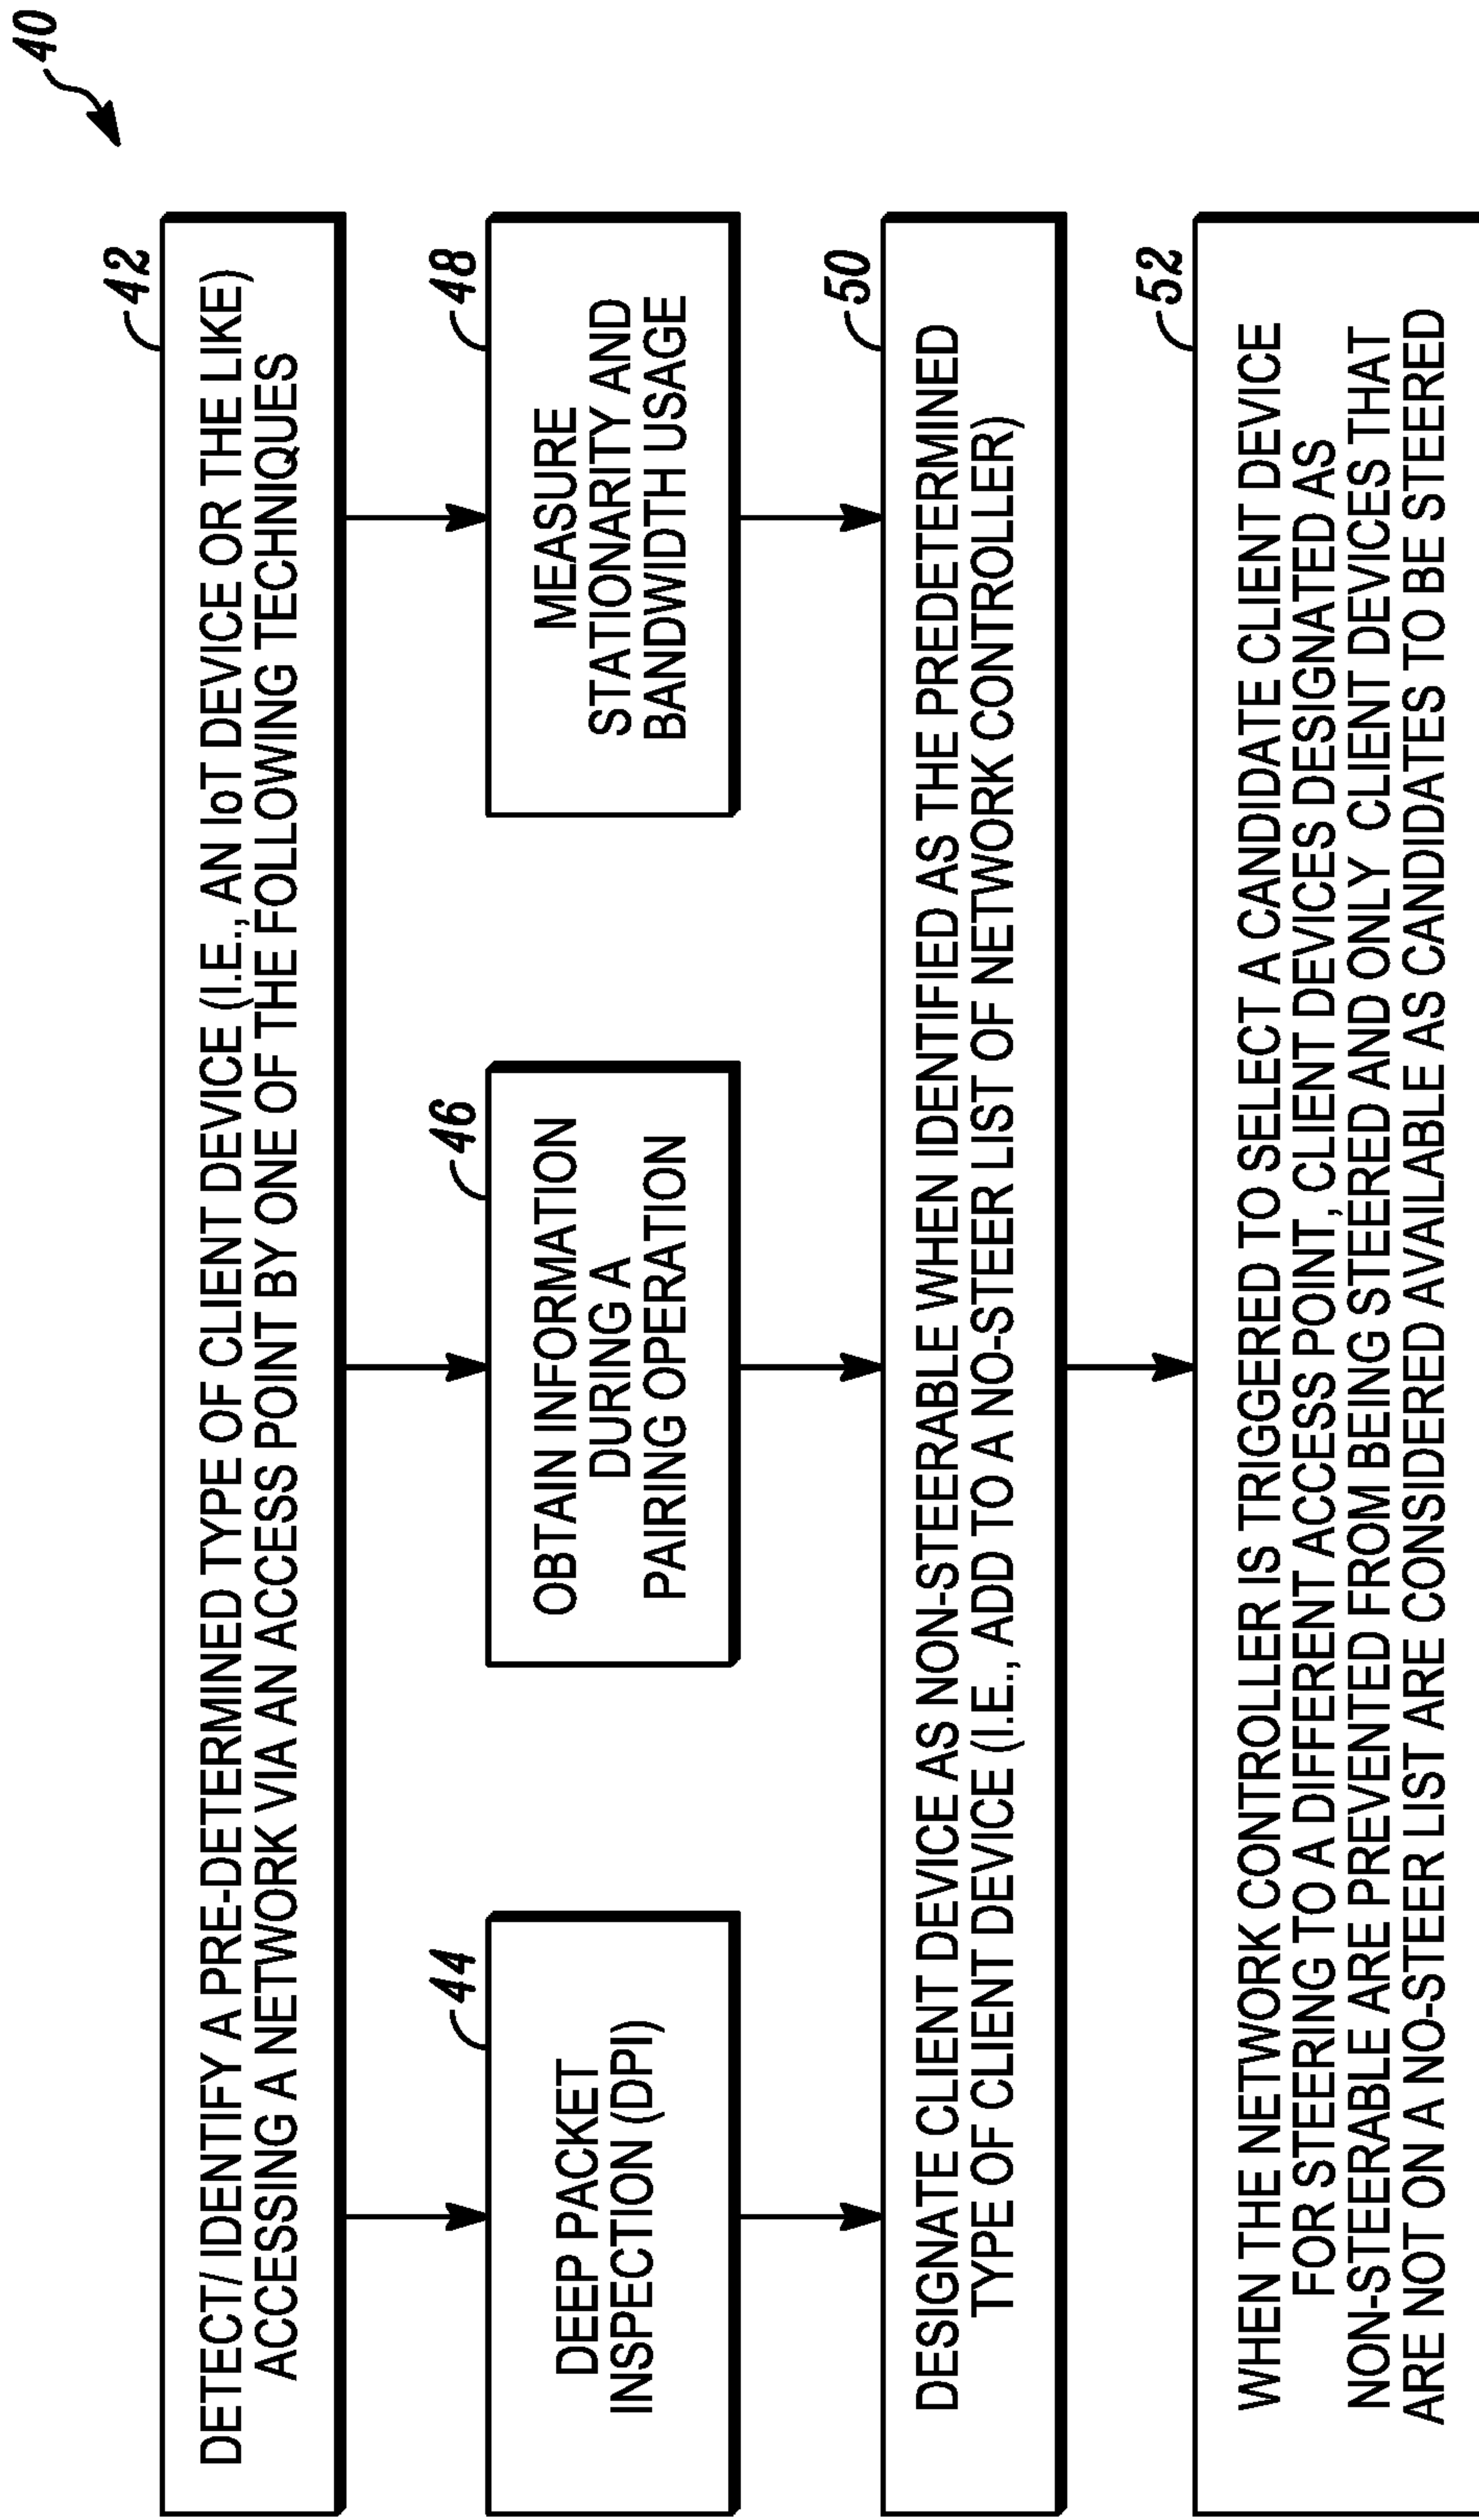 40
42
DETECT/ IDENTIFY A PRE-DETERMINED TYPE OF CLIENT DEVICE (I.E., AN IoT DEVICE OR THE LIKE)
ACCESSING A NETWORK VIA AN ACCESS POINT BY ONE OF THE FOLLOWING TECHNIQUES
44
DEEP PACKET
INSPECTION (DPI)
46
OBTAIN INFORMATION
DURING A
PAIRING OPERATION
48
MEASURE
STATIONARITY AND
BANDWIDTH USAGE
50
DESIGNATE CLIENT DEVICE AS NON-STEERABLE WHEN IDENTIFIED AS THE PREDETERMINED
TYPE OF CLIENT DEVICE (I.E., ADD TO A NO-STEER LIST OF NETWORK CONTROLLER)
52
WHEN THE NETWORK CONTROLLER IS TRIGGERED TO SELECT A CANDIDATE CLIENT DEVICE
FOR STEERING TO A DIFFERENT ACCESS POINT, CLIENT DEVICES DESIGNATED AS
NON-STEERABLE ARE PREVENTED FROM BEING STEERED AND ONLY CLIENT DEVICES THAT
ARE NOT ON A NO-STEER LIST ARE CONSIDERED AVAILABLE AS CANDIDATES TO BE STEERED